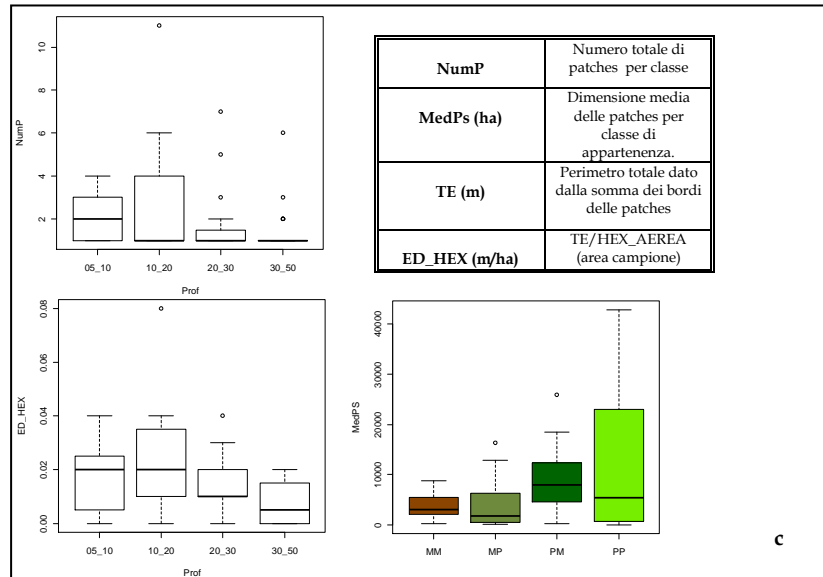 NumP
10
8
6
4
2
05_10 10_20 20_30 30_50
Prof
NumP
Numero totale di
patches per classe
MedPs (ha)
Dimensione media
delle patches per
classe di
appartenenza.
TE (m)
Perimetro totale dato
dalla somma dei bordi
delle patches
ED_HEX (m/ha)
TE/HEX_AEREA
(area campione)
ED_HEX
0.08
0.06
0.04
0.02
0.00
05_10 10_20 20_30 30_50
Prof
MedPS
40000
30000
20000
10000
0
MM MP PM PP
c